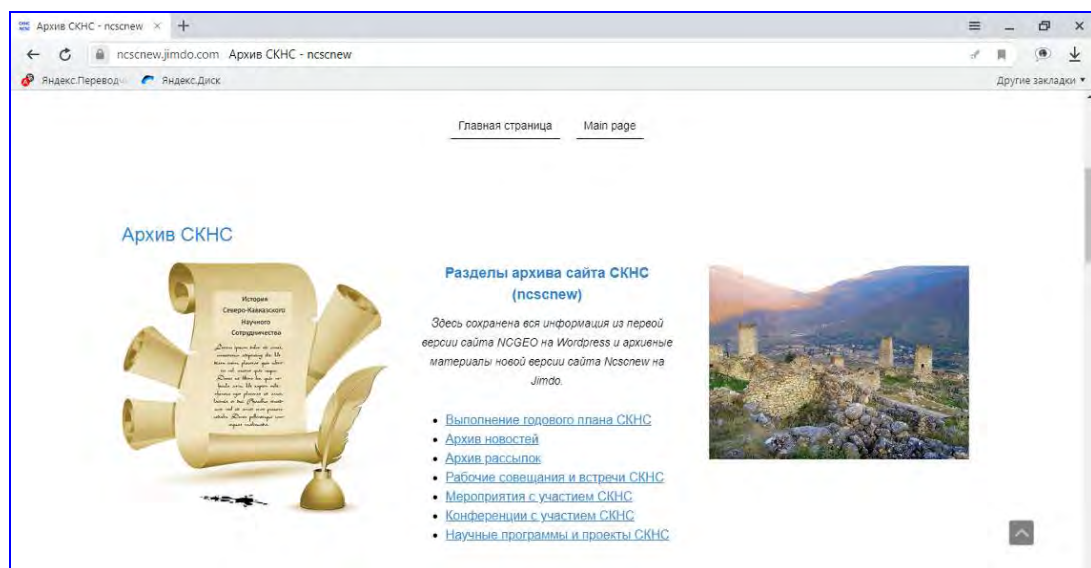 Архив СКНС - ncscnew
ncscnew.jimdo.com Архив СКНС - ncscnew
Яндекс.Перевод
Яндекс.Диск
Другие закладки
Главная страница
Main page
Архив СКНС
История
Северо-Кавказского
Научного
Сотрудничества
Разделы архива сайта СКНС
(ncscnew)
Здесь сохранена вся информация из первой
версии сайта NCGEO на Wordpress и архивные
материалы новой версии сайта Ncscnew на
Jimdo.
Выполнение годового плана СКНС
Архив новостей
Архив рассылок
Рабочие совещания и встречи СКНС
Мероприятия с участием СКНС
Конференции с участием СКНС
Научные программы и проекты СКНС